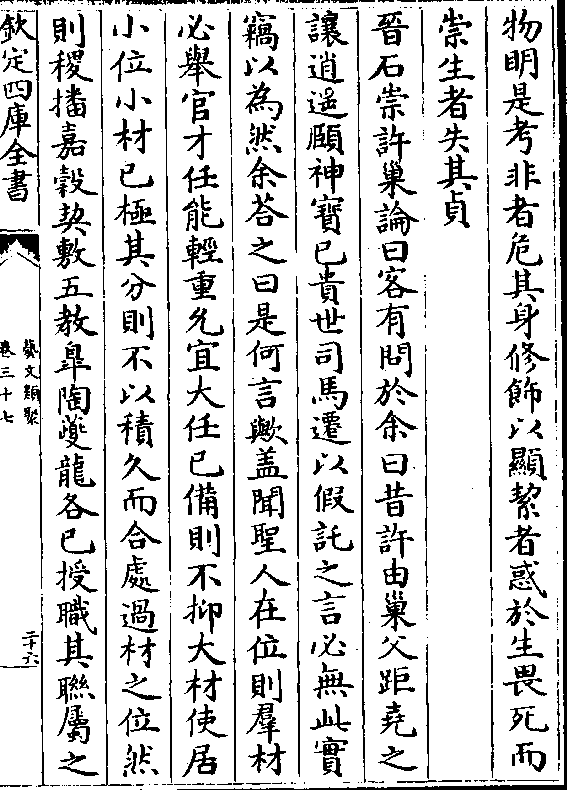 物明是考非者危其身修飾以顯絜者惑於生畏死而
崇生者失其貞
晉石崇許巢論曰客有問於余曰昔許由巢父距堯之
讓逍遙頤神寶已貴世司馬遷以假託之言必無此實
竊以為然余荅之曰是何言歟盖聞聖人在位則羣材
必舉官才任能輕重允宜大任已備則不抑大材使居
小位小材已極其分則不以積久而合處過材之位然
則稷播嘉穀契敷五教臯陶夔龍各已授職其聯屬之
欽定四庫全書
藝文類聚
卷三十七
二十六